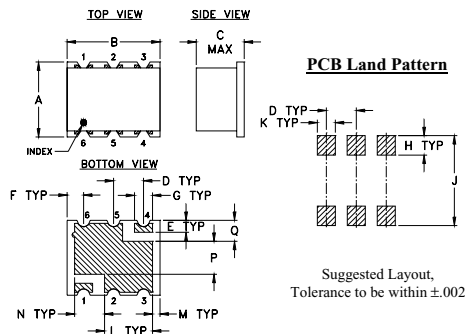 TOP VIEW
SIDE VIEW
B
C
MAX
1 2 3
A
6 5 4
INDEX
BOTTOM VIEW
D TYP
F TYP
G TYP
6 5 4
E TYP
Q
P
1 2 3
N TYP
M TYP
L TYP
PCB Land Pattern
D TYP
K TYP
H TYP
J
Suggested Layout,
Tolerance to be within ±.002